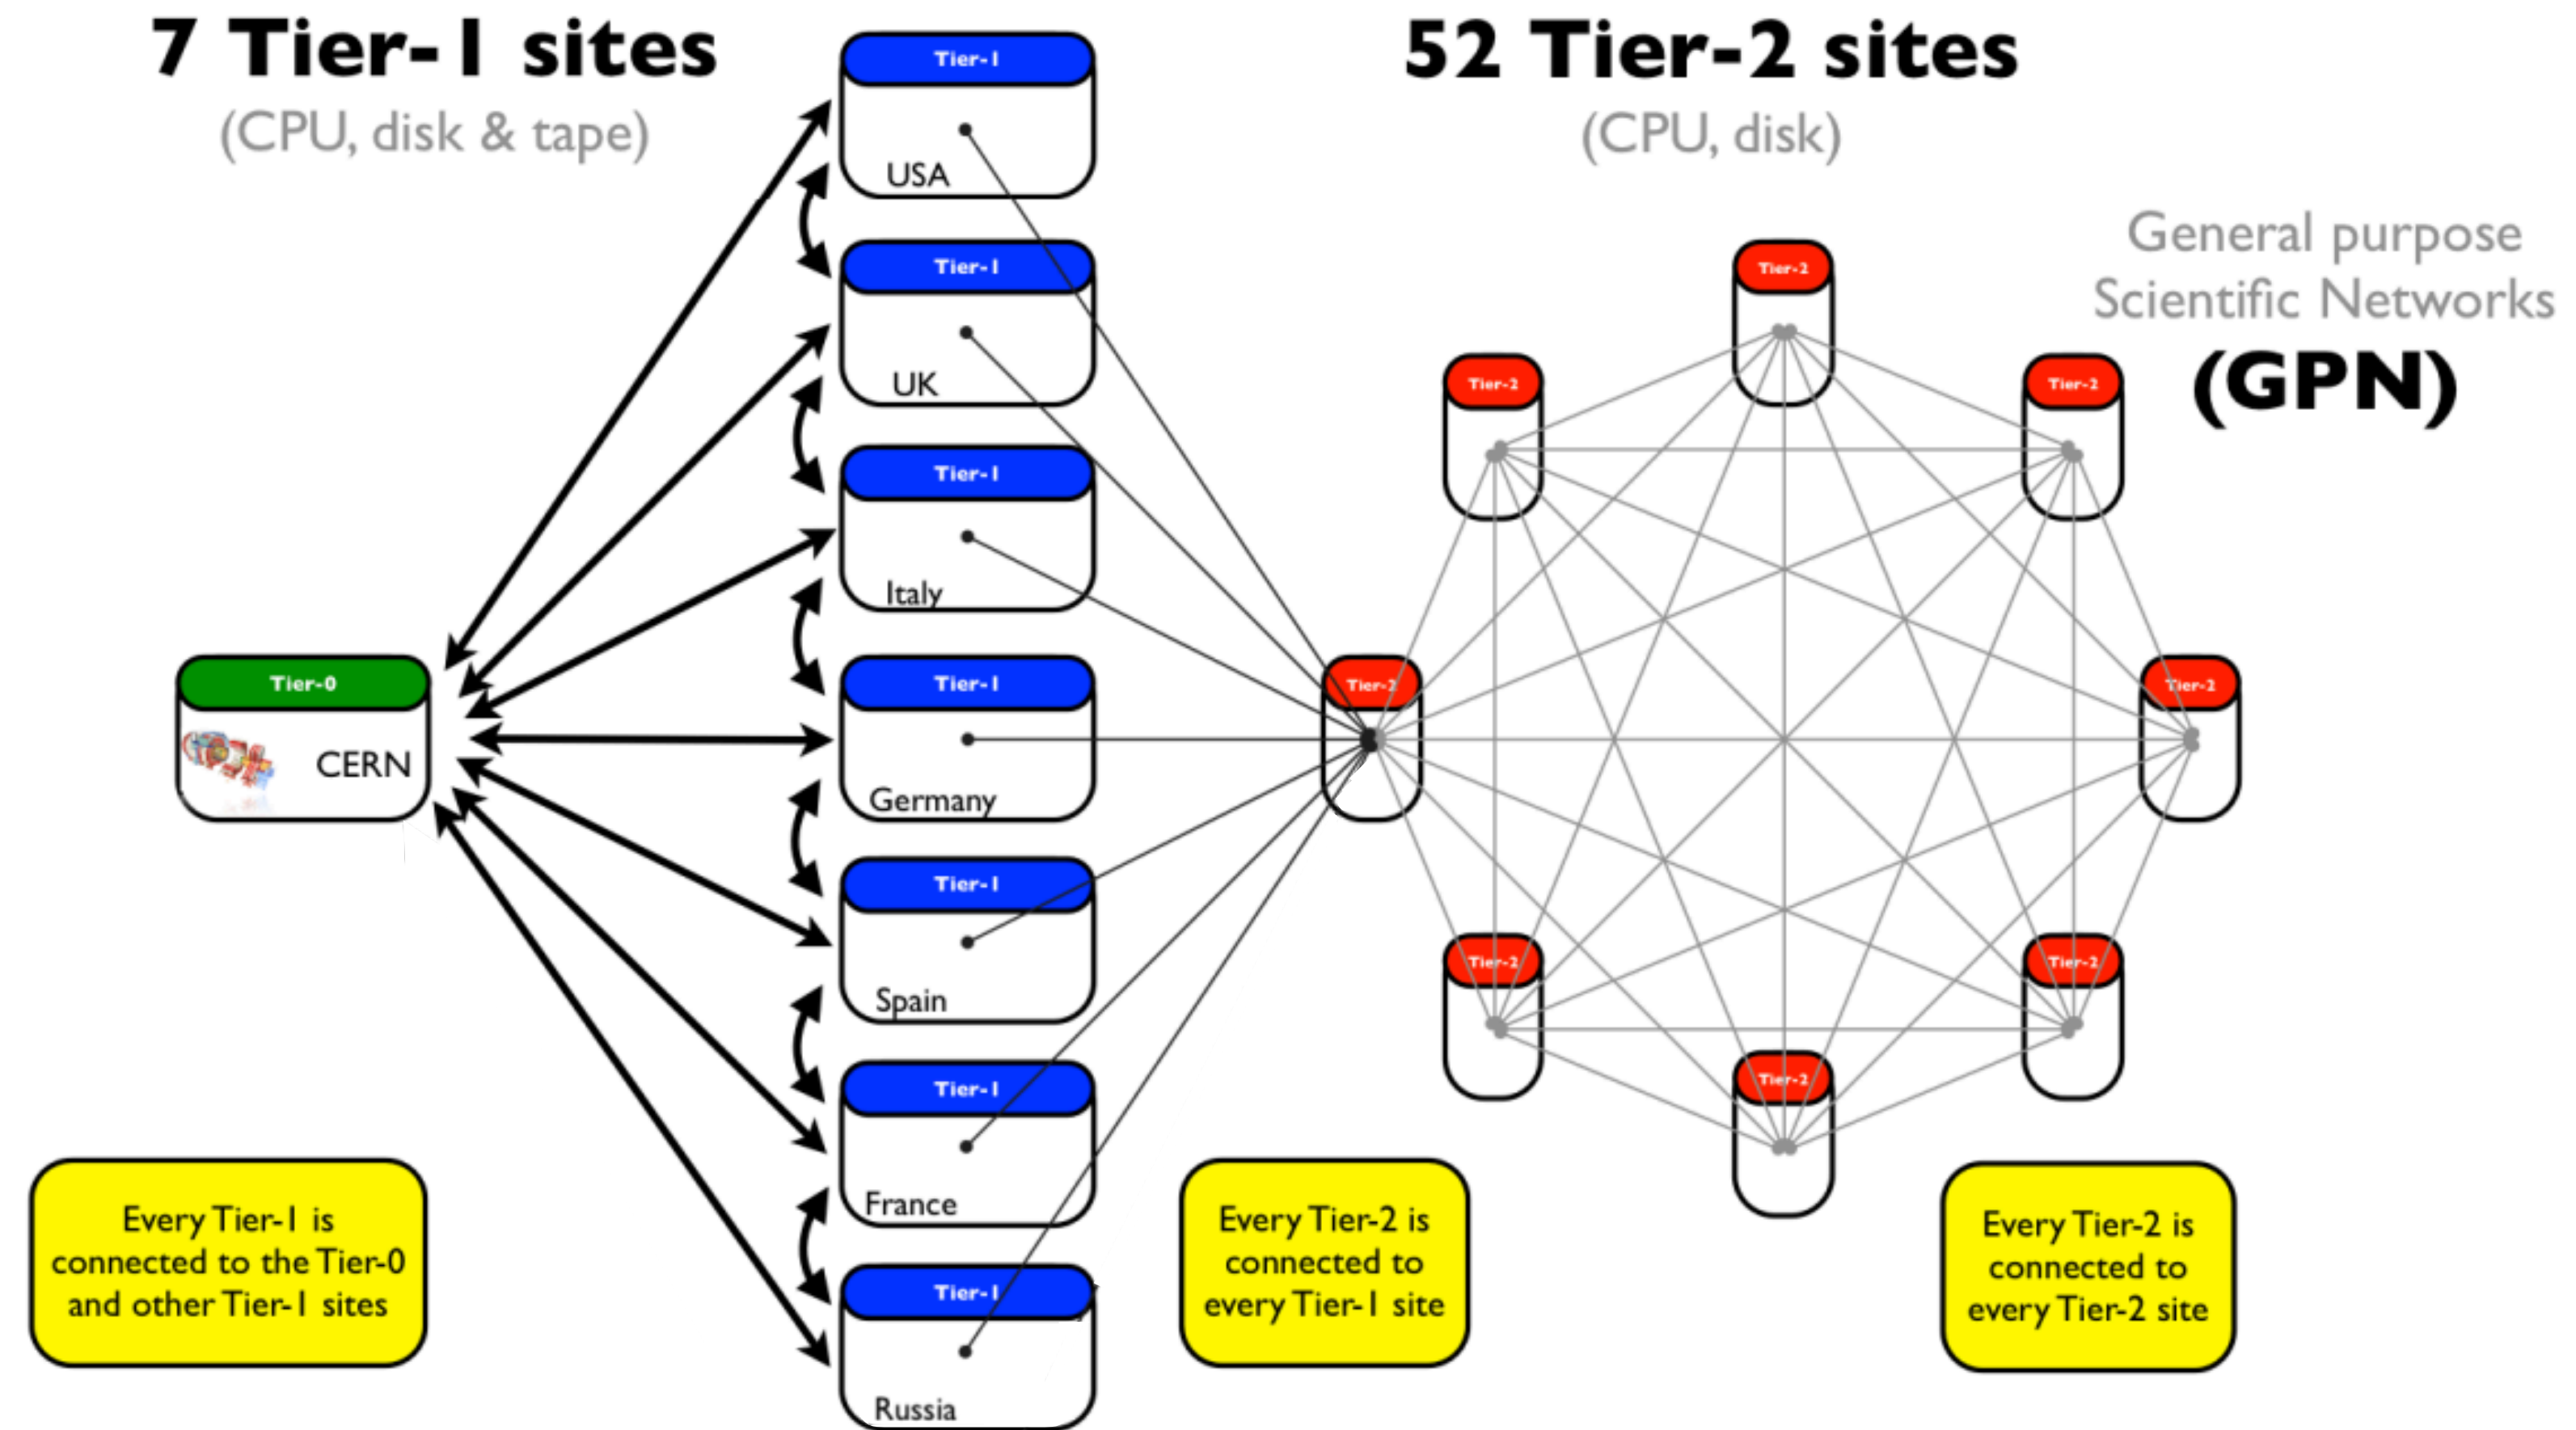 7 Tier-1 sites
(CPU, disk & tape)
52 Tier-2 sites
(CPU, disk)
General purpose
Scientific Networks
(GPN)
Tier-0
CERN
Tier-1
USA
Tier-1
UK
Tier-1
Italy
Tier-1
Germany
Tier-1
Spain
Tier-1
France
Tier-1
Russia
Tier-2
Tier-2
Tier-2
Tier-2
Tier-2
Tier-2
Tier-2
Tier-2
Every Tier-1 is
connected to the Tier-0
and other Tier-1 sites
Every Tier-2 is
connected to
every Tier-1 site
Every Tier-2 is
connected to
every Tier-2 site